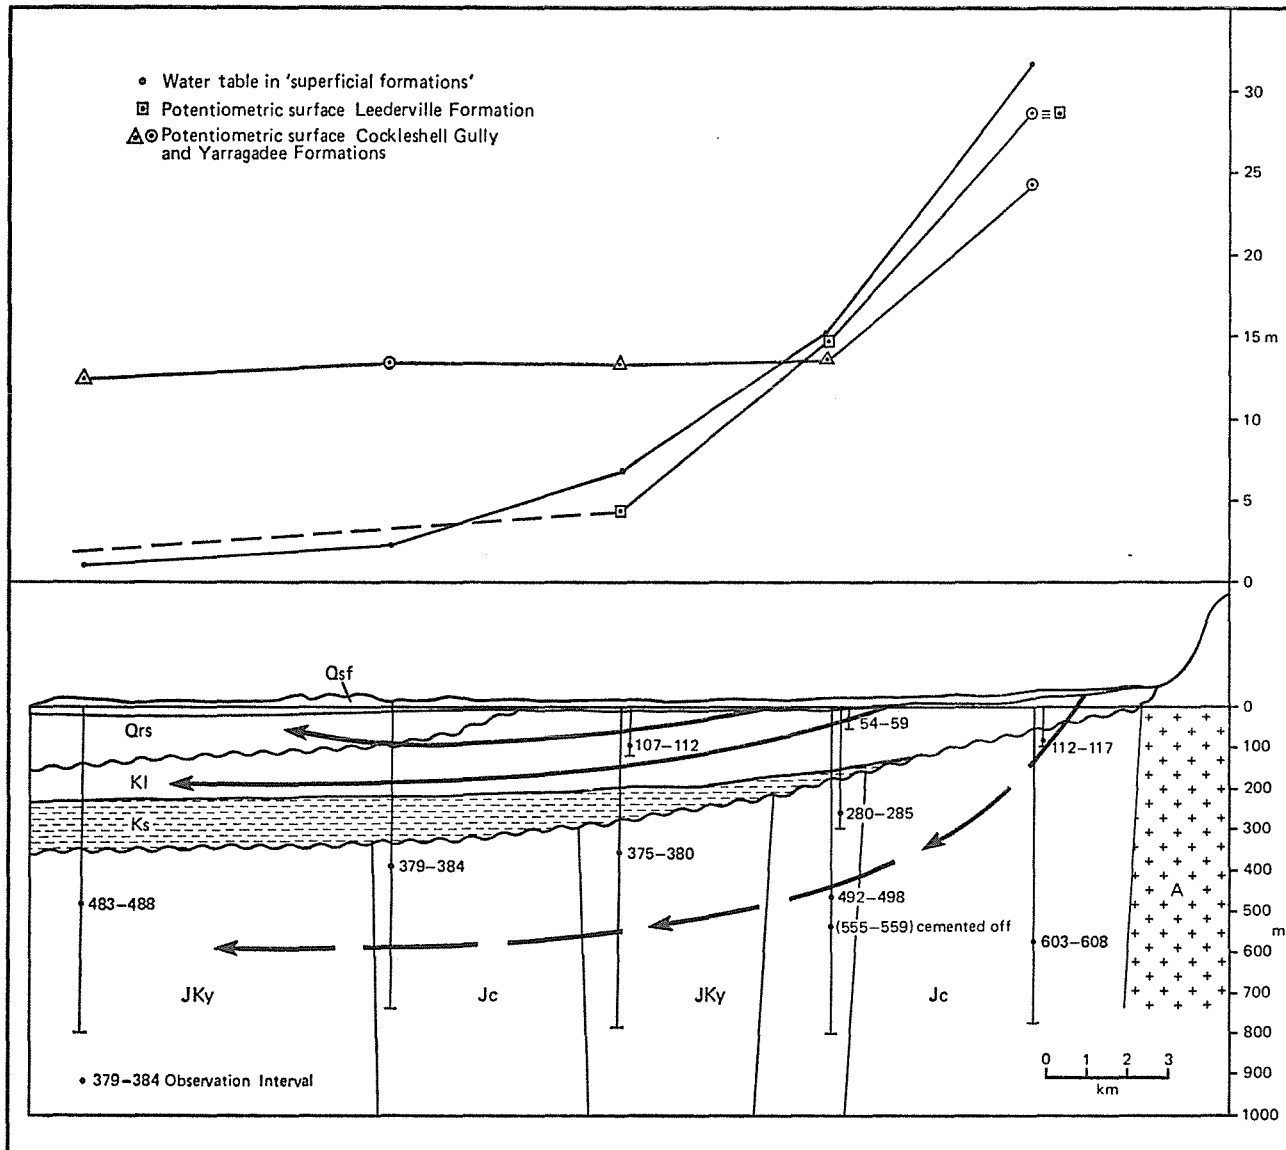 Water table in 'superficial formations'
Potentiometric surface Leederville Formation
Potentiometric surface Cockleshell Gully
and Yarragadee Formations
30
25
20
15 m
10
5
0
Qsf
Qrs
Kl
Ks
54–59
107–112
112–117
280–285
379–384
375–380
483–488
492–498
(555–559) cemented off
603–608
A
JKy
Jc
JKy
Jc
0
100
200
300
400
500
m
600
700
800
900
1000
379–384 Observation Interval
0 1 2 3
km